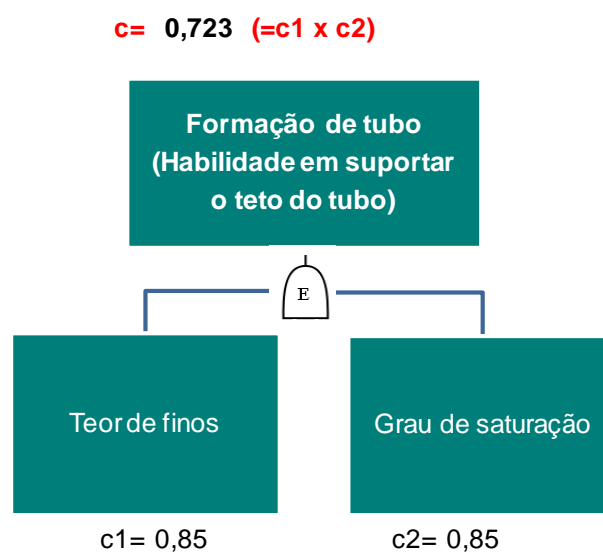 c= 0,723 (=c1 x c2)
Formação de tubo
(Habilidade em suportar
o teto do tubo)
E
Teor de finos
Grau de saturação
c1= 0,85
c2= 0,85